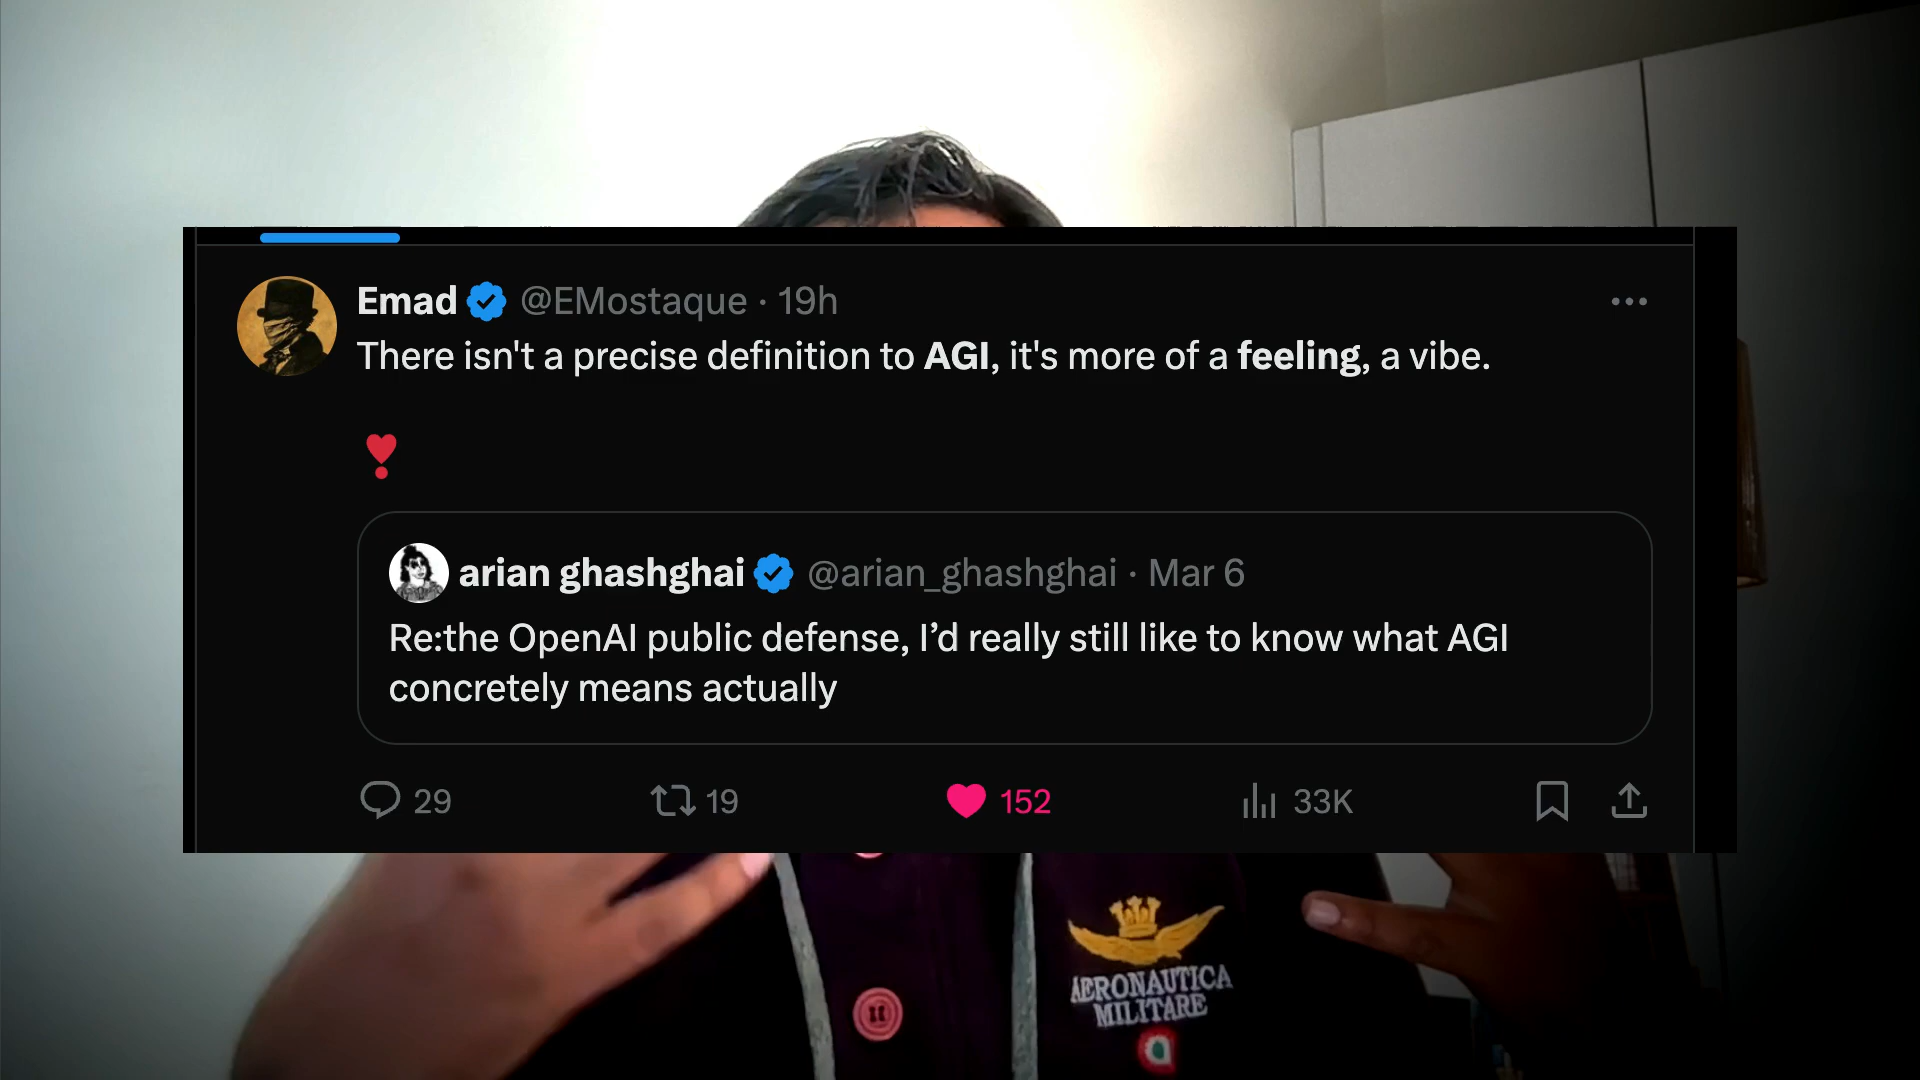 Emad @EMostaque · 19h
There isn't a precise definition to AGI, it's more of a feeling, a vibe.
arian ghashghai @arian_ghashghai · Mar 6
Re:the OpenAI public defense, I’d really still like to know what AGI
concretely means actually
29 19 152 33K
AERONAUTICA
MILITARE